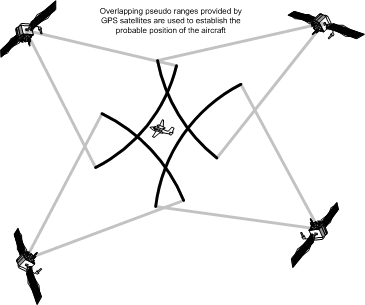 Overlapping pseudo ranges provided by
GPS satellites are used to establish the
probable position of the aircraft